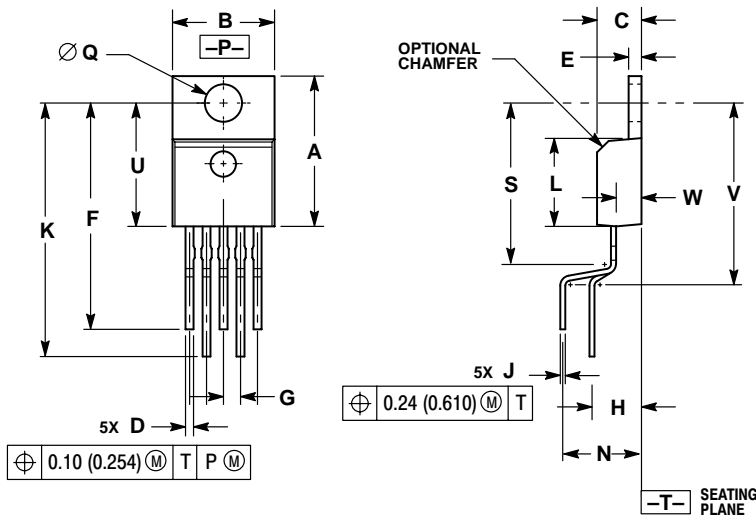 B
–P–
Ø Q
C
E
OPTIONAL
CHAMFER
A
U
F
K
S
L
W
V
G
5X D
⌖ 0.10 (0.254) Ⓜ T P Ⓜ
5X J
⌖ 0.24 (0.610) Ⓜ T
H
N
–T–
SEATING
PLANE